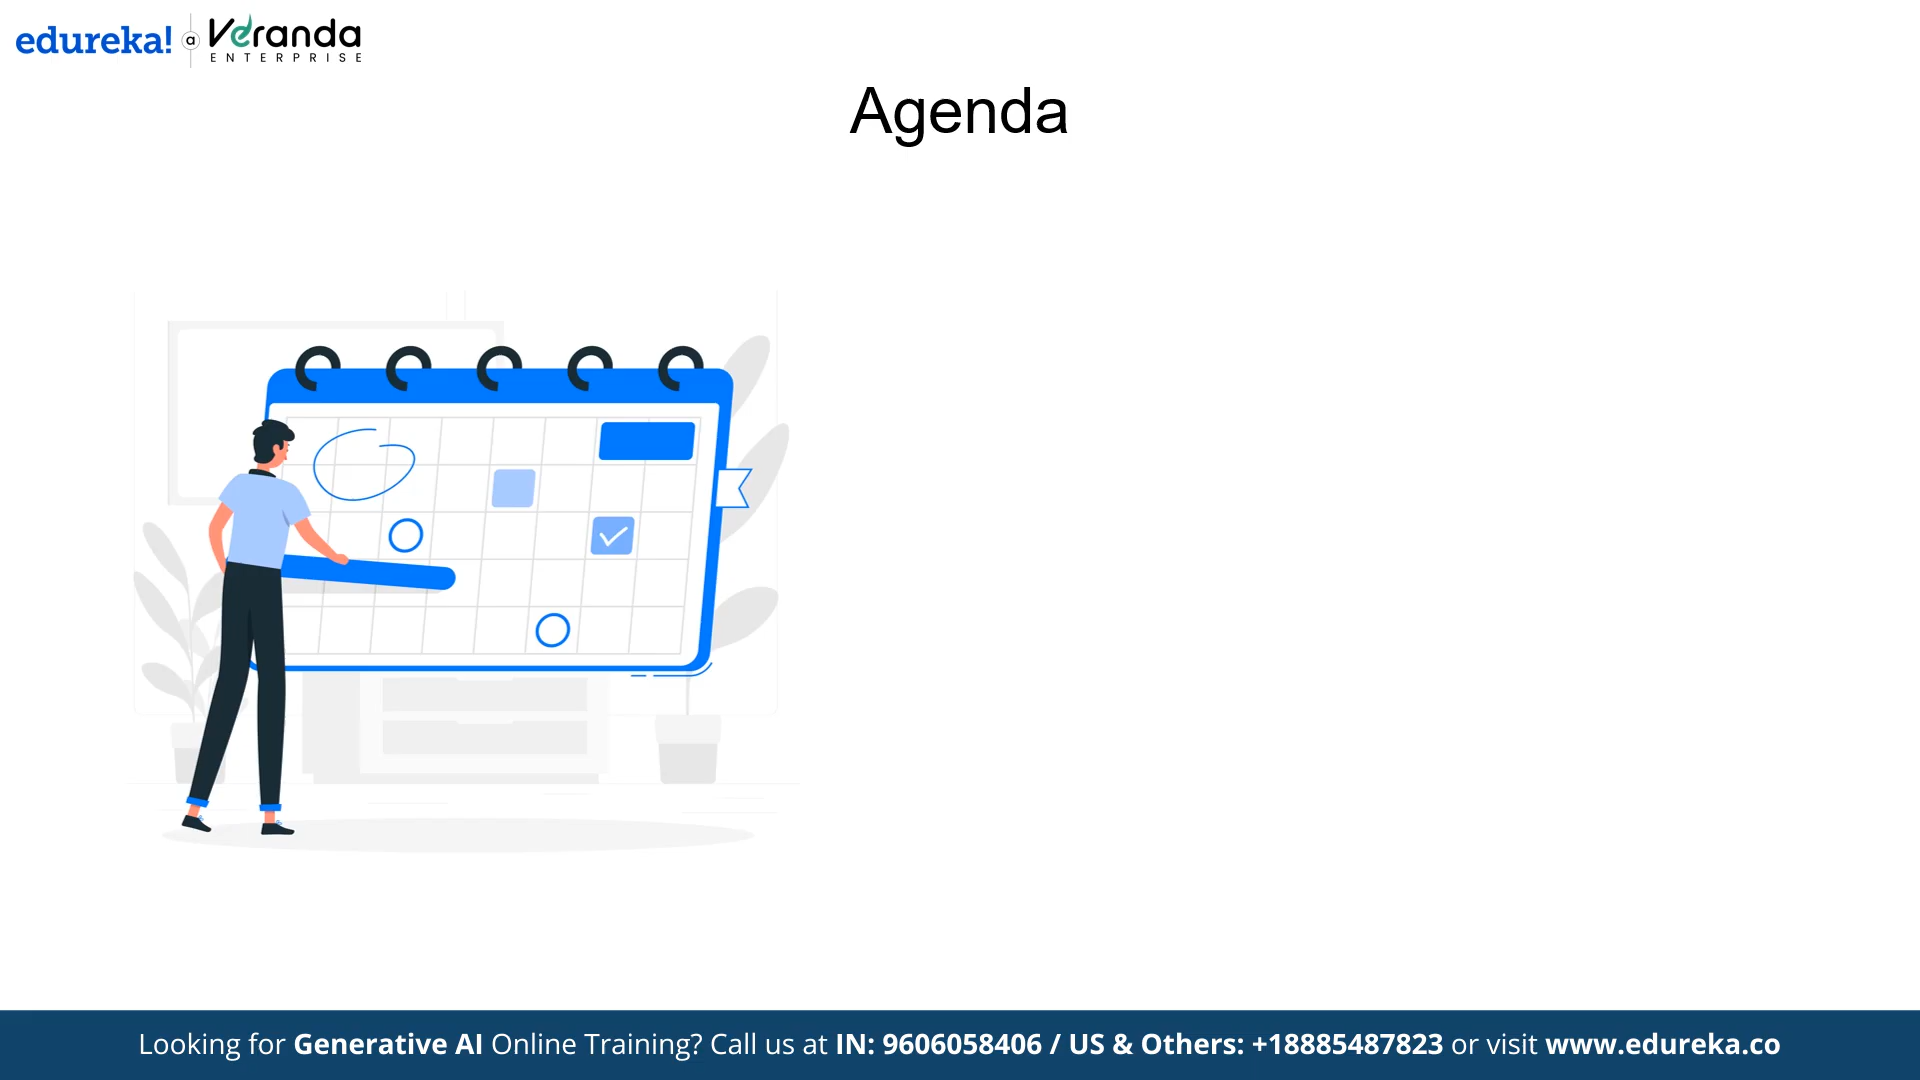 edureka! a Veranda
ENTERPRISE
Agenda
Looking for Generative AI Online Training? Call us at IN: 9606058406 / US & Others: +18885487823 or visit www.edureka.co